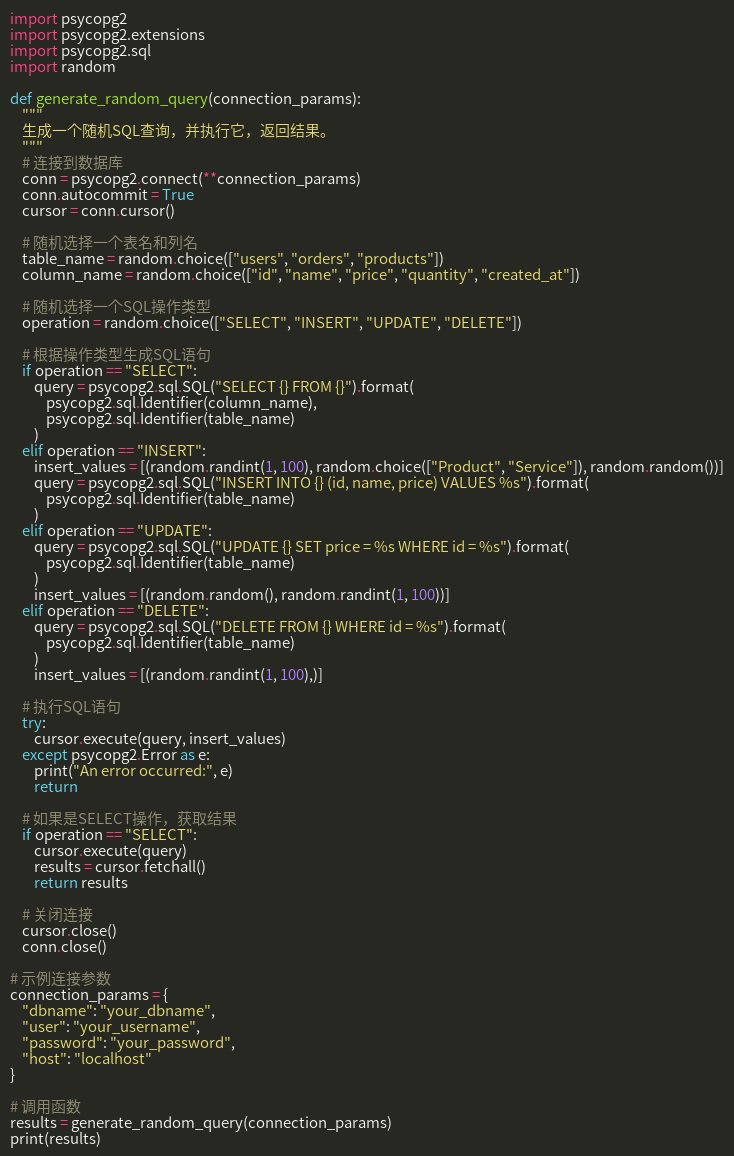 import psycopg2
import psycopg2.extensions
import psycopg2.sql
import random
def generate_random_query(connection_params):
"""
生成一个随机SQL查询，并执行它，返回结果。
"""
# 连接到数据库
conn = psycopg2.connect(**connection_params)
conn.autocommit = True
cursor = conn.cursor()
# 随机选择一个表名和列名
table_name = random.choice(["users", "orders", "products"])
column_name = random.choice(["id", "name", "price", "quantity", "created_at"])
# 随机选择一个SQL操作类型
operation = random.choice(["SELECT", "INSERT", "UPDATE", "DELETE"])
# 根据操作类型生成SQL语句
if operation == "SELECT":
query = psycopg2.sql.SQL("SELECT {} FROM {}").format(
psycopg2.sql.Identifier(column_name),
psycopg2.sql.Identifier(table_name)
)
elif operation == "INSERT":
insert_values = [(random.randint(1, 100), random.choice(["Product", "Service"]), random.random())]
query = psycopg2.sql.SQL("INSERT INTO {} (id, name, price) VALUES %s").format(
psycopg2.sql.Identifier(table_name)
)
elif operation == "UPDATE":
query = psycopg2.sql.SQL("UPDATE {} SET price = %s WHERE id = %s").format(
psycopg2.sql.Identifier(table_name)
)
insert_values = [(random.random(), random.randint(1, 100))]
elif operation == "DELETE":
query = psycopg2.sql.SQL("DELETE FROM {} WHERE id = %s").format(
psycopg2.sql.Identifier(table_name)
)
insert_values = [(random.randint(1, 100),)]
# 执行SQL语句
try:
cursor.execute(query, insert_values)
except psycopg2.Error as e:
print("An error occurred:", e)
return
# 如果是SELECT操作，获取结果
if operation == "SELECT":
cursor.execute(query)
results = cursor.fetchall()
return results
# 关闭连接
cursor.close()
conn.close()
# 示例连接参数
connection_params = {
"dbname": "your_dbname",
"user": "your_username",
"password": "your_password",
"host": "localhost"
}
# 调用函数
results = generate_random_query(connection_params)
print(results)